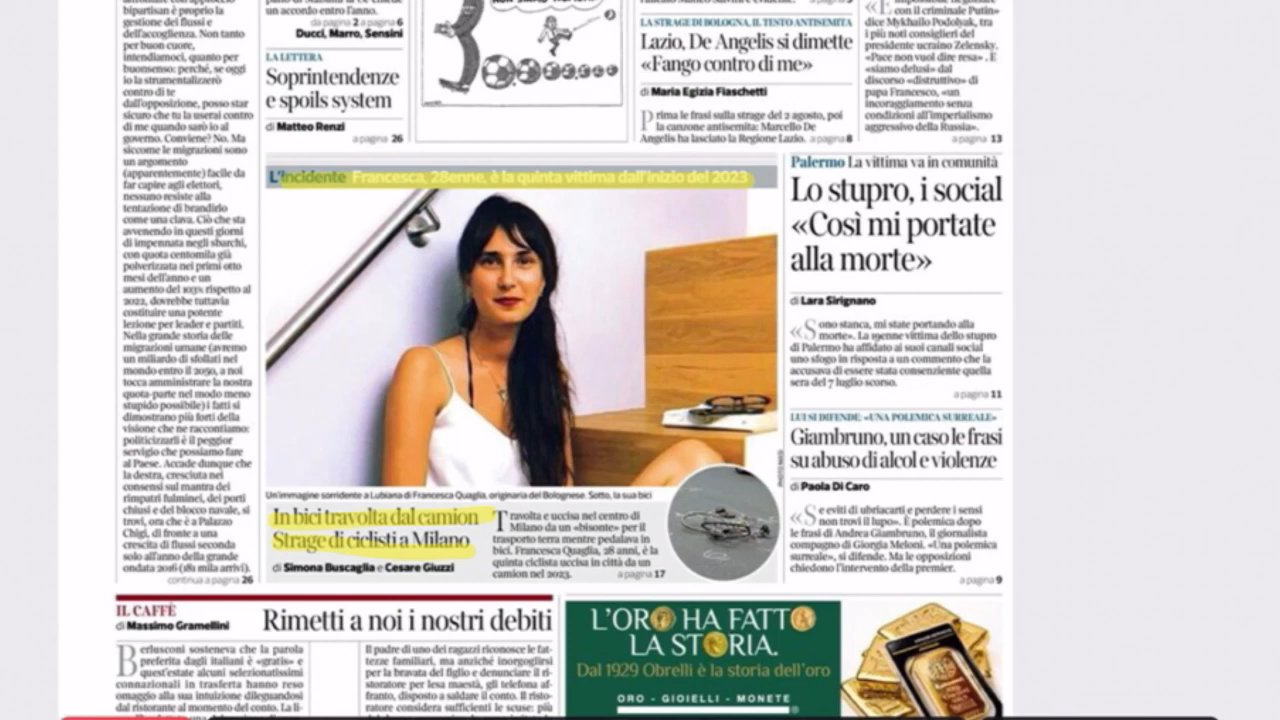 affrontano con approccio
bipartisan è proprio la
gestione dei flussi e
dell'accoglienza. Non tanto
per buon cuore,
intendiamoci, quanto per
buonsenso: perché, se oggi
io la strumentalizzerò
contro di te
dall'opposizione, posso star
sicuro che tu la userai contro
di me quando sarò io al
governo. Conviene? No. Ma
siccome le migrazioni sono
un argomento
(apparentemente) facile da
far capire agli elettori,
nessuno resiste alla
tentazione di brandirlo
come una clava. Ciò che sta
avvenendo in questi giorni
di impennata negli sbarchi,
con quota centomila già
polverizzata nei primi otto
mesi dell'anno e un
aumento del 103% rispetto al
2022, dovrebbe tuttavia
costituire una potente
lezione per leader e partiti.
Nella grande storia delle
migrazioni umane (avremo
un miliardo di sfollati nel
mondo entro il 2050, a noi
tocca amministrare la nostra
quota-parte nel modo meno
stupido possibile) i fatti si
dimostrano più forti della
visione che ne raccontiamo:
politicizzarli è il peggior
servigio che possiamo fare
al Paese. Accade dunque che
la destra, cresciuta nei
consensi sul mantra dei
rimpatri fulminei, dei porti
chiusi e del blocco navale, si
trovi, ora che è a Palazzo
Chigi, di fronte a una
crescita di flussi seconda
solo all'anno della grande
ondata 2016 (181 mila arrivi).
continua a pagina 26
un accordo entro l'anno.
da pagina 2 a pagina 6
Ducci, Marro, Sensini
LA LETTERA
Soprintendenze
e spoils system
di Matteo Renzi
a pagina 26
LA STRAGE DI BOLOGNA, IL TESTO ANTISEMITA
Lazio, De Angelis si dimette
«Fango contro di me»
di Maria Egizia Fiaschetti
Prima le frasi sulla strage del 2 agosto, poi
la canzone antisemita: Marcello De
Angelis ha lasciato la Regione Lazio. a pagina 8
con il criminale Putin»
dice Mykhailo Podolyak, tra
i più noti consiglieri del
presidente ucraino Zelensky.
«Pace non vuol dire resa». E
«siamo delusi» dal
discorso «distruttivo» di
papa Francesco, «un
incoraggiamento senza
condizioni all'imperialismo
aggressivo della Russia».
a pagina 13
L'incidente Francesca, 28enne, è la quinta vittima dall'inizio del 2023
Un'immagine sorridente a Lubiana di Francesca Quaglia, originaria del Bolognese. Sotto, la sua bici
In bici travolta dal camion
Strage di ciclisti a Milano
di Simona Buscaglia e Cesare Giuzzi
Travolta e uccisa nel centro di
Milano da un «bisonte» per il
trasporto terra mentre pedalava in
bici. Francesca Quaglia, 28 anni, è la
quinta ciclista uccisa in città da un
camion nel 2023. a pagina 17
Palermo La vittima va in comunità
Lo stupro, i social
«Così mi portate
alla morte»
di Lara Sirignano
«Sono stanca, mi state portando alla
morte». La 19enne vittima dello stupro
di Palermo ha affidato ai suoi canali social
uno sfogo in risposta a un commento che la
accusava di essere stata consenziente quella
sera del 7 luglio scorso.
a pagina 11
LUI SI DIFENDE: «UNA POLEMICA SURREALE»
Giambruno, un caso le frasi
su abuso di alcol e violenze
di Paola Di Caro
«Se eviti di ubriacarti e perdere i sensi
non trovi il lupo». È polemica dopo
le frasi di Andrea Giambruno, il giornalista
compagno di Giorgia Meloni. «Una polemica
surreale», si difende. Ma le opposizioni
chiedono l'intervento della premier.
a pagina 9
IL CAFFÈ
di Massimo Gramellini
Rimetti a noi i nostri debiti
Berlusconi sosteneva che la parola
preferita dagli italiani è «gratis» e
quest'estate alcuni selezionatissimi
connazionali in trasferta hanno reso
omaggio alla sua intuizione dileguandosi
dal ristorante al momento del conto. La li-
Il padre di uno dei ragazzi riconosce le fat-
tezze familiari, ma anziché inorgoglirsi
per la bravata del figlio e denunciare il ri-
storatore per lesa maestà, gli telefona af-
franto, disposto a saldare il conto. Il risto-
ratore considera sufficienti le scuse: più
L'ORO HA FATTO
LA STORIA.
Dal 1929 Obrelli è la storia dell'oro
ORO - GIOIELLI - MONETE